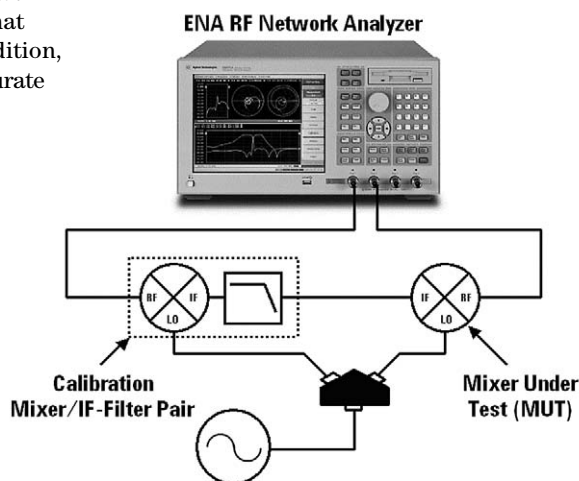 hat
dition,
urate
ENA RF Network Analyzer
RF
IF
LO
IF
RF
LO
Calibration
Mixer/IF-Filter Pair
Mixer Under
Test (MUT)